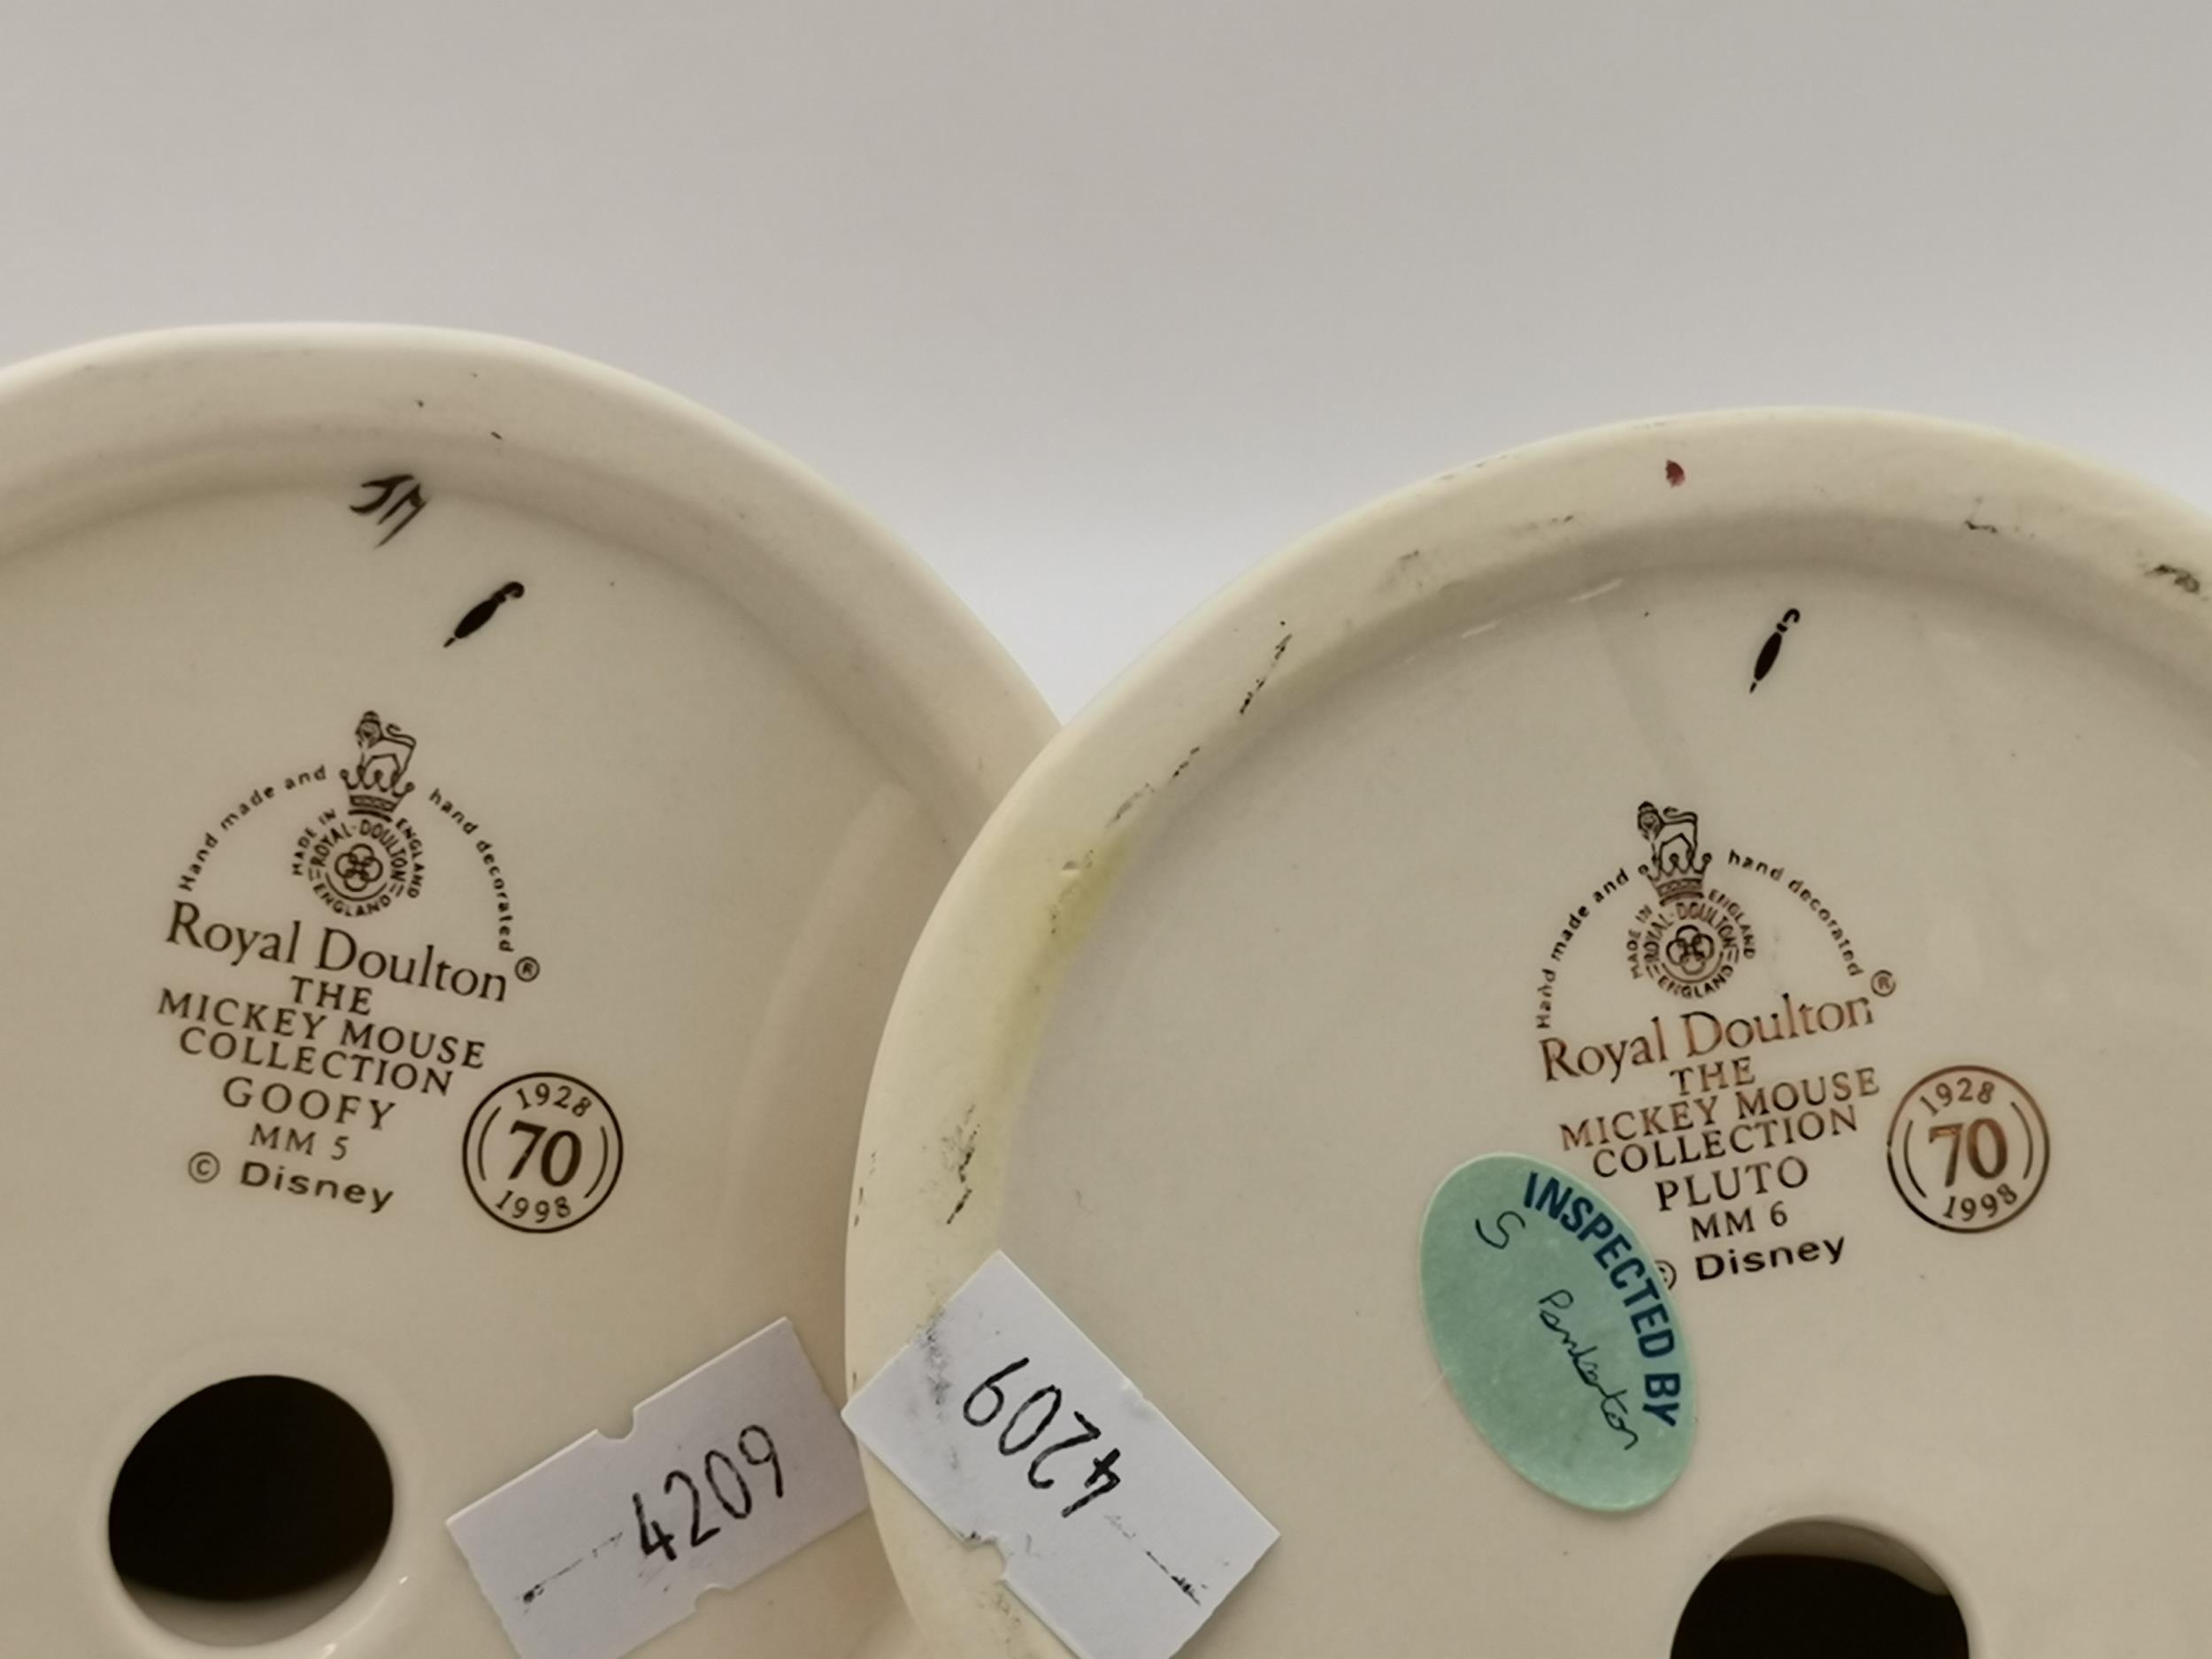 JM
Hand made and hand decorated
MADE IN ENGLAND
ROYAL-DOULTON
ENGLAND
Royal Doulton®
THE
MICKEY MOUSE
COLLECTION
GOOFY
MM 5
© Disney
1928
70
1998
4209
Hand made and hand decorated
MADE IN ENGLAND
ROYAL-DOULTON
ENGLAND
Royal Doulton®
THE
MICKEY MOUSE
COLLECTION
PLUTO
MM 6
© Disney
1928
70
1998
INSPECTED BY
S
4209